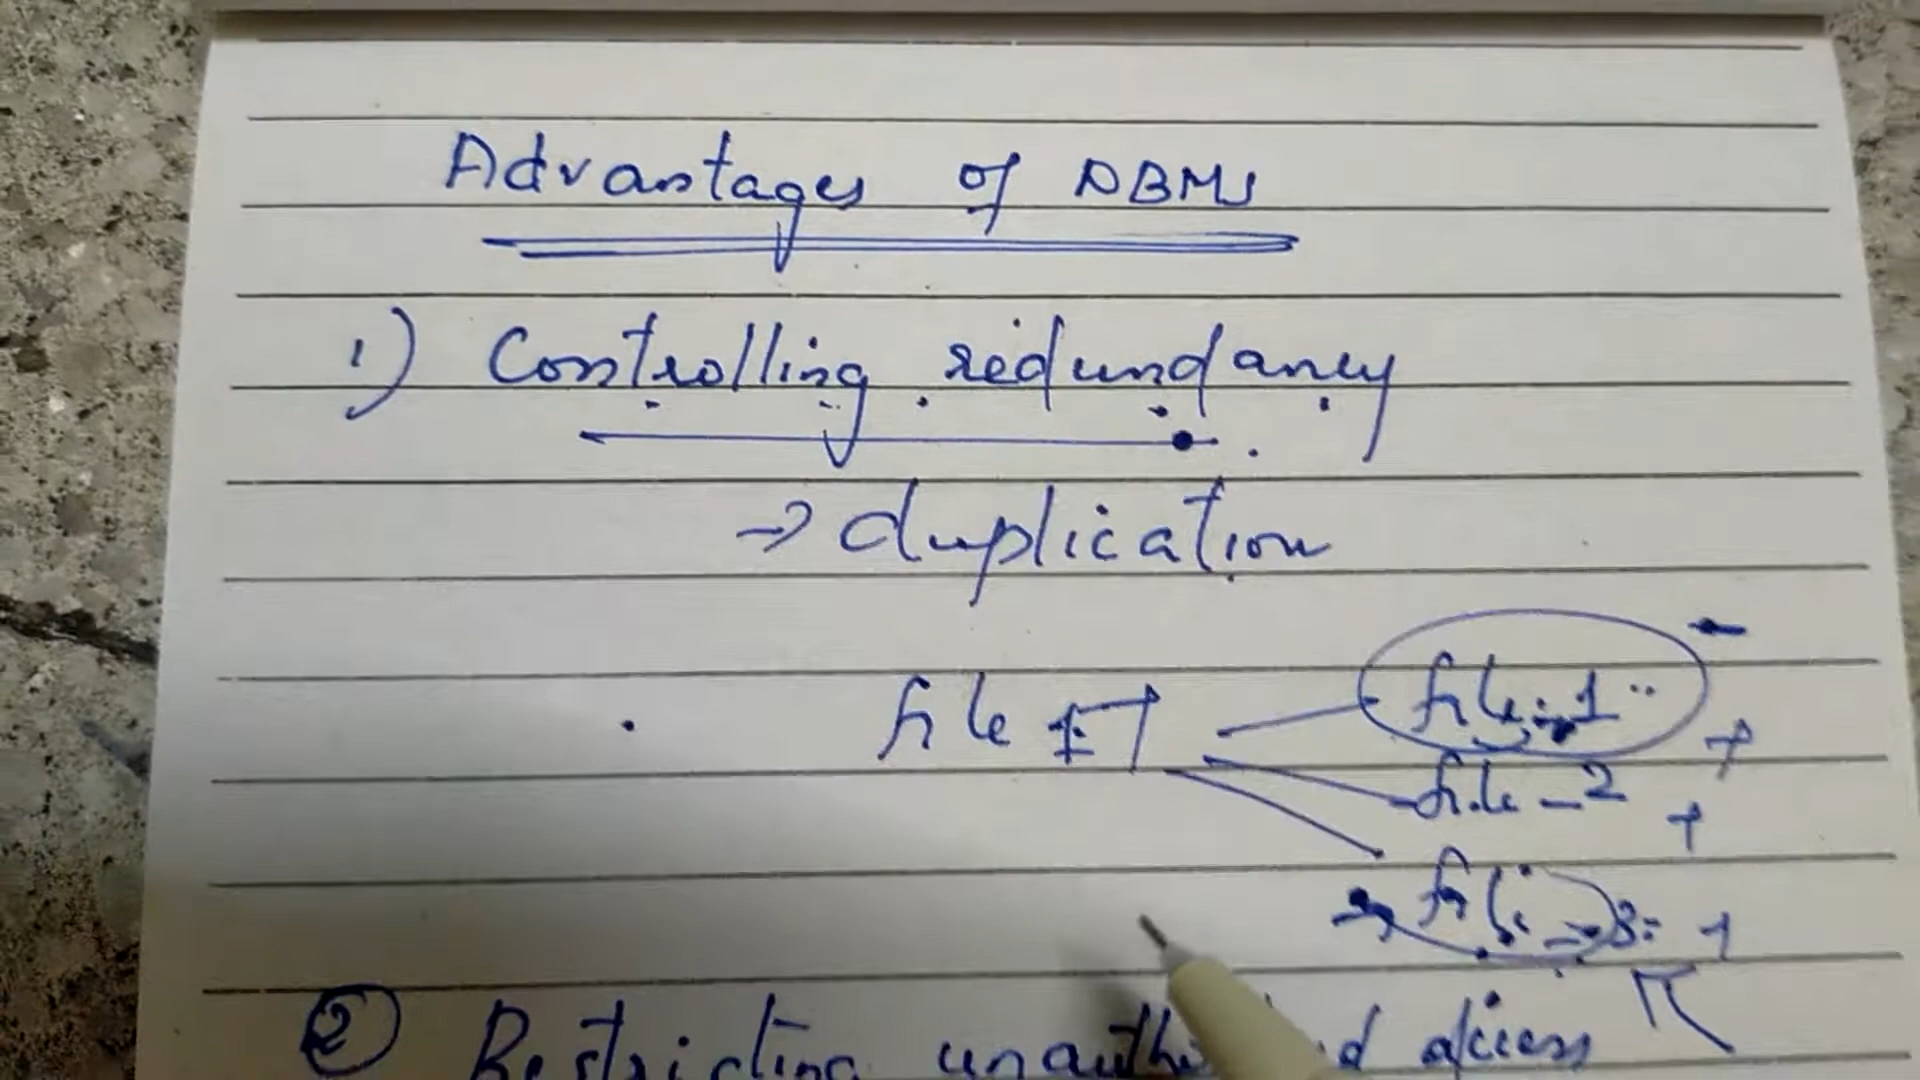 Advantages of DBMS
1) Controlling redundancy
→ duplication
file
file - 1
file - 2
file - 3
② Restricting access